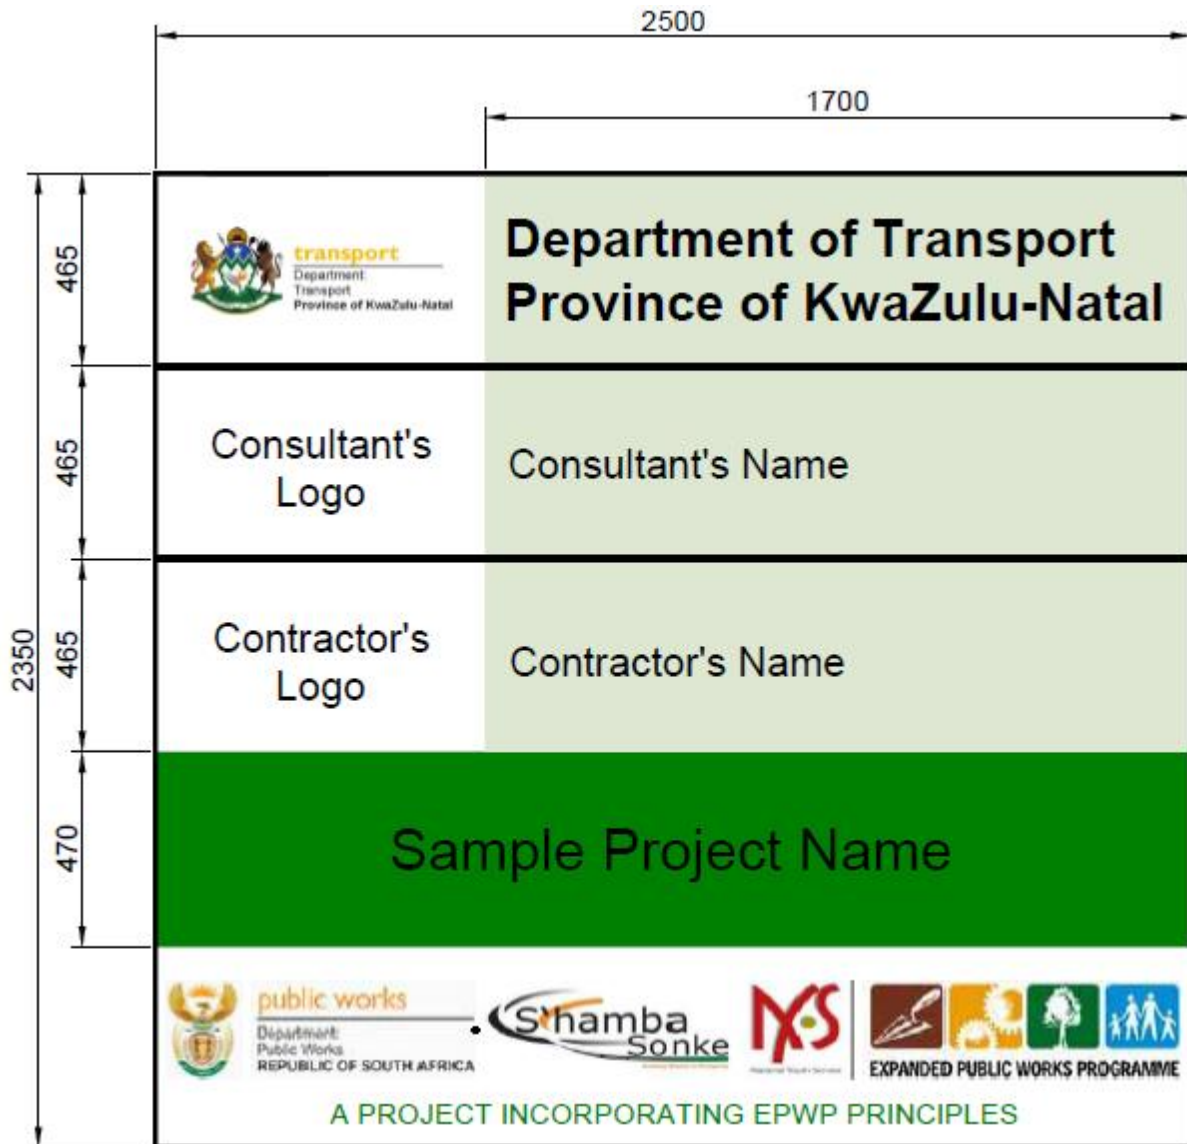 2500
1700
465
transport
Department:
Transport
Province of KwaZulu-Natal
Department of Transport
Province of KwaZulu-Natal
465
Consultant's
Logo
Consultant's Name
2350
465
Contractor's
Logo
Contractor's Name
470
Sample Project Name
public works
Department:
Public Works
REPUBLIC OF SOUTH AFRICA
S'hamba
Sonke
NYS
EXPANDED PUBLIC WORKS PROGRAMME
A PROJECT INCORPORATING EPWP PRINCIPLES